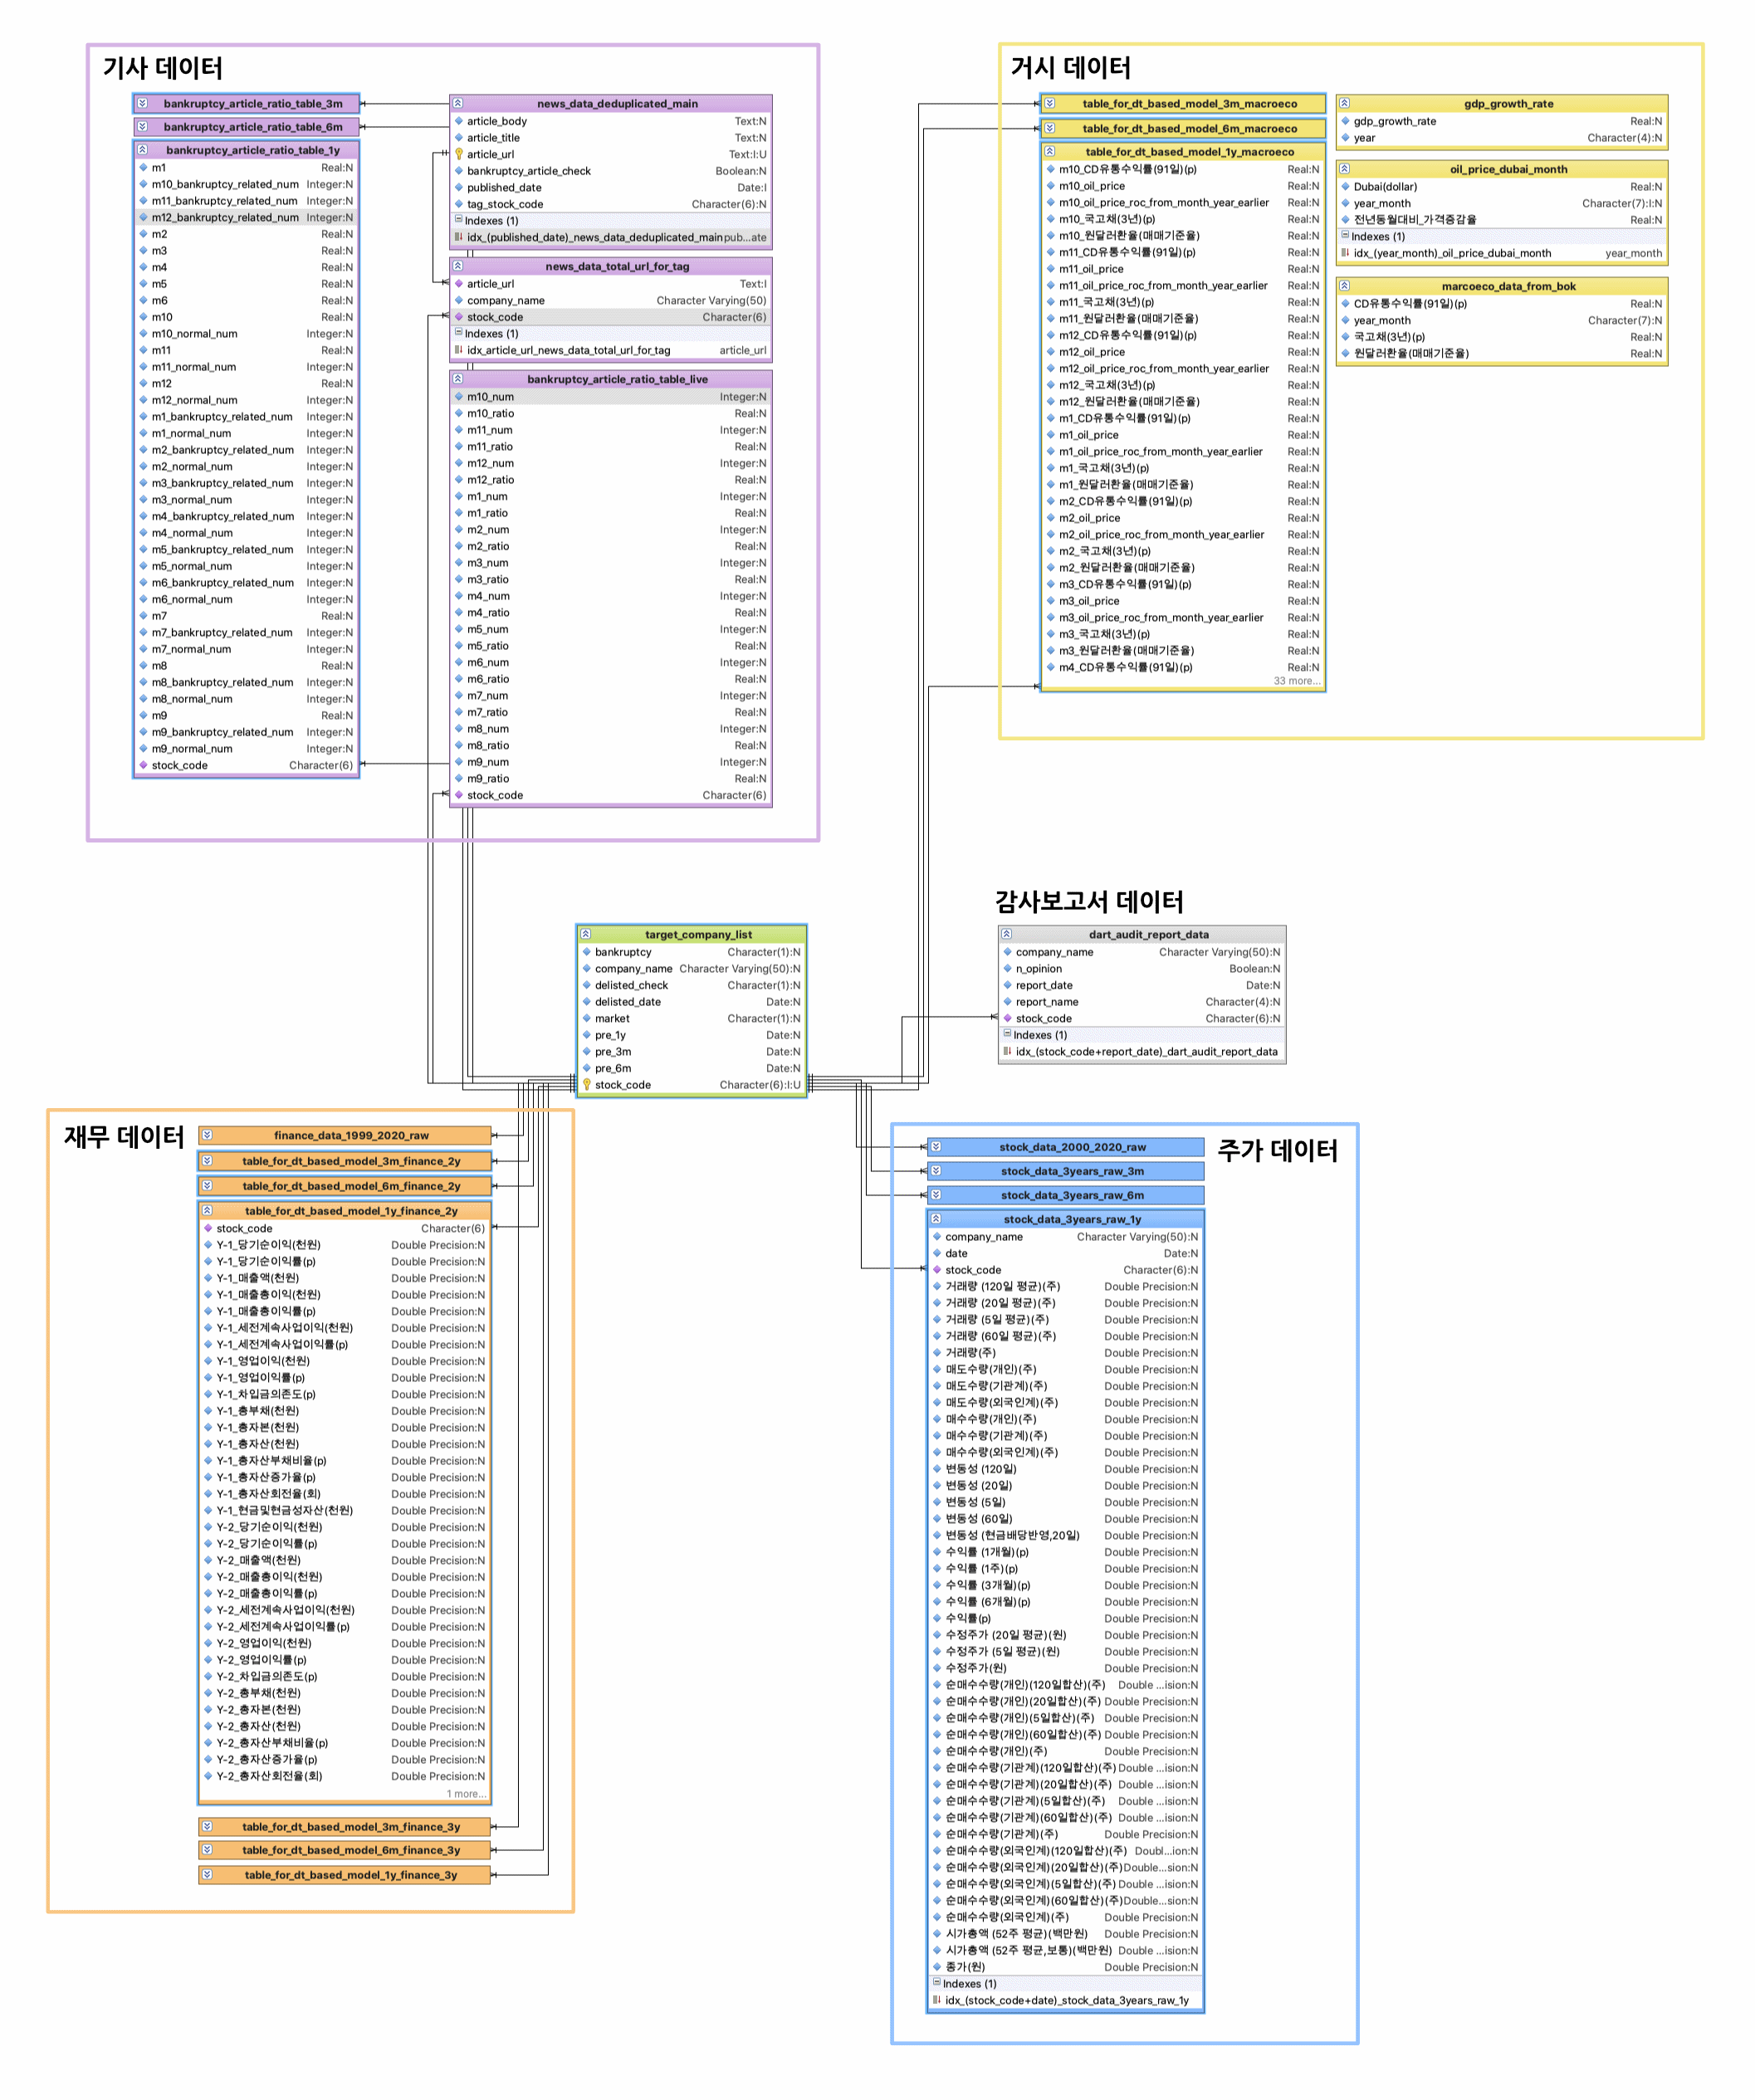 기사 데이터
bankruptcy_article_ratio_table_3m
bankruptcy_article_ratio_table_6m
bankruptcy_article_ratio_table_1y
m1 Real:N
m10_bankruptcy_related_num Integer:N
m11_bankruptcy_related_num Integer:N
m12_bankruptcy_related_num Integer:N
m2 Real:N
m3 Real:N
m4 Real:N
m5 Real:N
m6 Real:N
m10 Real:N
m10_normal_num Integer:N
m11 Real:N
m11_normal_num Integer:N
m12 Real:N
m12_normal_num Integer:N
m1_bankruptcy_related_num Integer:N
m1_normal_num Integer:N
m2_bankruptcy_related_num Integer:N
m2_normal_num Integer:N
m3_bankruptcy_related_num Integer:N
m3_normal_num Integer:N
m4_bankruptcy_related_num Integer:N
m4_normal_num Integer:N
m5_bankruptcy_related_num Integer:N
m5_normal_num Integer:N
m6_bankruptcy_related_num Integer:N
m6_normal_num Integer:N
m7 Real:N
m7_bankruptcy_related_num Integer:N
m7_normal_num Integer:N
m8 Real:N
m8_bankruptcy_related_num Integer:N
m8_normal_num Integer:N
m9 Real:N
m9_bankruptcy_related_num Integer:N
m9_normal_num Integer:N
stock_code Character(6)
news_data_deduplicated_main
article_body Text:N
article_title Text:N
article_url Text:I:U
bankruptcy_article_check Boolean:N
published_date Date:I
tag_stock_code Character(6):N
Indexes (1)
idx_(published_date)_news_data_deduplicated_main pub...ate
news_data_total_url_for_tag
article_url Text:I
company_name Character Varying(50)
stock_code Character(6)
Indexes (1)
idx_article_url_news_data_total_url_for_tag article_url
bankruptcy_article_ratio_table_live
m10_num Integer:N
m10_ratio Real:N
m11_num Integer:N
m11_ratio Real:N
m12_num Integer:N
m12_ratio Real:N
m1_num Integer:N
m1_ratio Real:N
m2_num Integer:N
m2_ratio Real:N
m3_num Integer:N
m3_ratio Real:N
m4_num Integer:N
m4_ratio Real:N
m5_num Integer:N
m5_ratio Real:N
m6_num Integer:N
m6_ratio Real:N
m7_num Integer:N
m7_ratio Real:N
m8_num Integer:N
m8_ratio Real:N
m9_num Integer:N
m9_ratio Real:N
stock_code Character(6)
거시 데이터
table_for_dt_based_model_3m_macroeco
table_for_dt_based_model_6m_macroeco
table_for_dt_based_model_1y_macroeco
m10_CD유통수익률(91일)(p) Real:N
m10_oil_price Real:N
m10_oil_price_roc_from_month_year_earlier Real:N
m10_국고채(3년)(p) Real:N
m10_원달러환율(매매기준율) Real:N
m11_CD유통수익률(91일)(p) Real:N
m11_oil_price Real:N
m11_oil_price_roc_from_month_year_earlier Real:N
m11_국고채(3년)(p) Real:N
m11_원달러환율(매매기준율) Real:N
m12_CD유통수익률(91일)(p) Real:N
m12_oil_price Real:N
m12_oil_price_roc_from_month_year_earlier Real:N
m12_국고채(3년)(p) Real:N
m12_원달러환율(매매기준율) Real:N
m1_CD유통수익률(91일)(p) Real:N
m1_oil_price Real:N
m1_oil_price_roc_from_month_year_earlier Real:N
m1_국고채(3년)(p) Real:N
m1_원달러환율(매매기준율) Real:N
m2_CD유통수익률(91일)(p) Real:N
m2_oil_price Real:N
m2_oil_price_roc_from_month_year_earlier Real:N
m2_국고채(3년)(p) Real:N
m2_원달러환율(매매기준율) Real:N
m3_CD유통수익률(91일)(p) Real:N
m3_oil_price Real:N
m3_oil_price_roc_from_month_year_earlier Real:N
m3_국고채(3년)(p) Real:N
m3_원달러환율(매매기준율) Real:N
m4_CD유통수익률(91일)(p) Real:N
33 more...
gdp_growth_rate
gdp_growth_rate Real:N
year Character(4):N
oil_price_dubai_month
Dubai(dollar) Real:N
year_month Character(7):I:N
전년동월대비_가격증감율 Real:N
Indexes (1)
idx_(year_month)_oil_price_dubai_month year_month
marcoeco_data_from_bok
CD유통수익률(91일)(p) Real:N
year_month Character(7):N
국고채(3년)(p) Real:N
원달러환율(매매기준율) Real:N
target_company_list
bankruptcy Character(1):N
company_name Character Varying(50):N
delisted_check Character(1):N
delisted_date Date:N
market Character(1):N
pre_1y Date:N
pre_3m Date:N
pre_6m Date:N
stock_code Character(6):I:U
감사보고서 데이터
dart_audit_report_data
company_name Character Varying(50):N
n_opinion Boolean:N
report_date Date:N
report_name Character(4):N
stock_code Character(6):N
Indexes (1)
idx_(stock_code+report_date)_dart_audit_report_data
재무 데이터
finance_data_1999_2020_raw
table_for_dt_based_model_3m_finance_2y
table_for_dt_based_model_6m_finance_2y
table_for_dt_based_model_1y_finance_2y
stock_code Character(6)
Y-1_당기순이익(천원) Double Precision:N
Y-1_당기순이익률(p) Double Precision:N
Y-1_매출액(천원) Double Precision:N
Y-1_매출총이익(천원) Double Precision:N
Y-1_매출총이익률(p) Double Precision:N
Y-1_세전계속사업이익(천원) Double Precision:N
Y-1_세전계속사업이익률(p) Double Precision:N
Y-1_영업이익(천원) Double Precision:N
Y-1_영업이익률(p) Double Precision:N
Y-1_차입금의존도(p) Double Precision:N
Y-1_총부채(천원) Double Precision:N
Y-1_총자본(천원) Double Precision:N
Y-1_총자산(천원) Double Precision:N
Y-1_총자산부채비율(p) Double Precision:N
Y-1_총자산증가율(p) Double Precision:N
Y-1_총자산회전율(회) Double Precision:N
Y-1_현금및현금성자산(천원) Double Precision:N
Y-2_당기순이익(천원) Double Precision:N
Y-2_당기순이익률(p) Double Precision:N
Y-2_매출액(천원) Double Precision:N
Y-2_매출총이익(천원) Double Precision:N
Y-2_매출총이익률(p) Double Precision:N
Y-2_세전계속사업이익(천원) Double Precision:N
Y-2_세전계속사업이익률(p) Double Precision:N
Y-2_영업이익(천원) Double Precision:N
Y-2_영업이익률(p) Double Precision:N
Y-2_차입금의존도(p) Double Precision:N
Y-2_총부채(천원) Double Precision:N
Y-2_총자본(천원) Double Precision:N
Y-2_총자산(천원) Double Precision:N
Y-2_총자산부채비율(p) Double Precision:N
Y-2_총자산증가율(p) Double Precision:N
Y-2_총자산회전율(회) Double Precision:N
1 more...
table_for_dt_based_model_3m_finance_3y
table_for_dt_based_model_6m_finance_3y
table_for_dt_based_model_1y_finance_3y
주가 데이터
stock_data_2000_2020_raw
stock_data_3years_raw_3m
stock_data_3years_raw_6m
stock_data_3years_raw_1y
company_name Character Varying(50):N
date Date:N
stock_code Character(6):N
거래량 (120일 평균)(주) Double Precision:N
거래량 (20일 평균)(주) Double Precision:N
거래량 (5일 평균)(주) Double Precision:N
거래량 (60일 평균)(주) Double Precision:N
거래량(주) Double Precision:N
매도수량(개인)(주) Double Precision:N
매도수량(기관계)(주) Double Precision:N
매도수량(외국인계)(주) Double Precision:N
매수수량(개인)(주) Double Precision:N
매수수량(기관계)(주) Double Precision:N
매수수량(외국인계)(주) Double Precision:N
변동성 (120일) Double Precision:N
변동성 (20일) Double Precision:N
변동성 (5일) Double Precision:N
변동성 (60일) Double Precision:N
변동성 (현금배당반영,20일) Double Precision:N
수익률 (1개월)(p) Double Precision:N
수익률 (1주)(p) Double Precision:N
수익률 (3개월)(p) Double Precision:N
수익률 (6개월)(p) Double Precision:N
수익률(p) Double Precision:N
수정주가 (20일 평균)(원) Double Precision:N
수정주가 (5일 평균)(원) Double Precision:N
수정주가(원) Double Precision:N
순매수수량(개인)(120일합산)(주) Double ...ision:N
순매수수량(개인)(20일합산)(주) Double Precision:N
순매수수량(개인)(5일합산)(주) Double Precision:N
순매수수량(개인)(60일합산)(주) Double Precision:N
순매수수량(개인)(주) Double Precision:N
순매수수량(기관계)(120일합산)(주) Double ...ision:N
순매수수량(기관계)(20일합산)(주) Double ...ision:N
순매수수량(기관계)(5일합산)(주) Double ...ision:N
순매수수량(기관계)(60일합산)(주) Double ...ision:N
순매수수량(기관계)(주) Double Precision:N
순매수수량(외국인계)(120일합산)(주) Doubl...ion:N
순매수수량(외국인계)(20일합산)(주) Double...sion:N
순매수수량(외국인계)(5일합산)(주) Double ...ision:N
순매수수량(외국인계)(60일합산)(주) Double...sion:N
순매수수량(외국인계)(주) Double Precision:N
시가총액 (52주 평균)(백만원) Double Precision:N
시가총액 (52주 평균,보통)(백만원) Double ...ision:N
종가(원) Double Precision:N
Indexes (1)
idx_(stock_code+date)_stock_data_3years_raw_1y